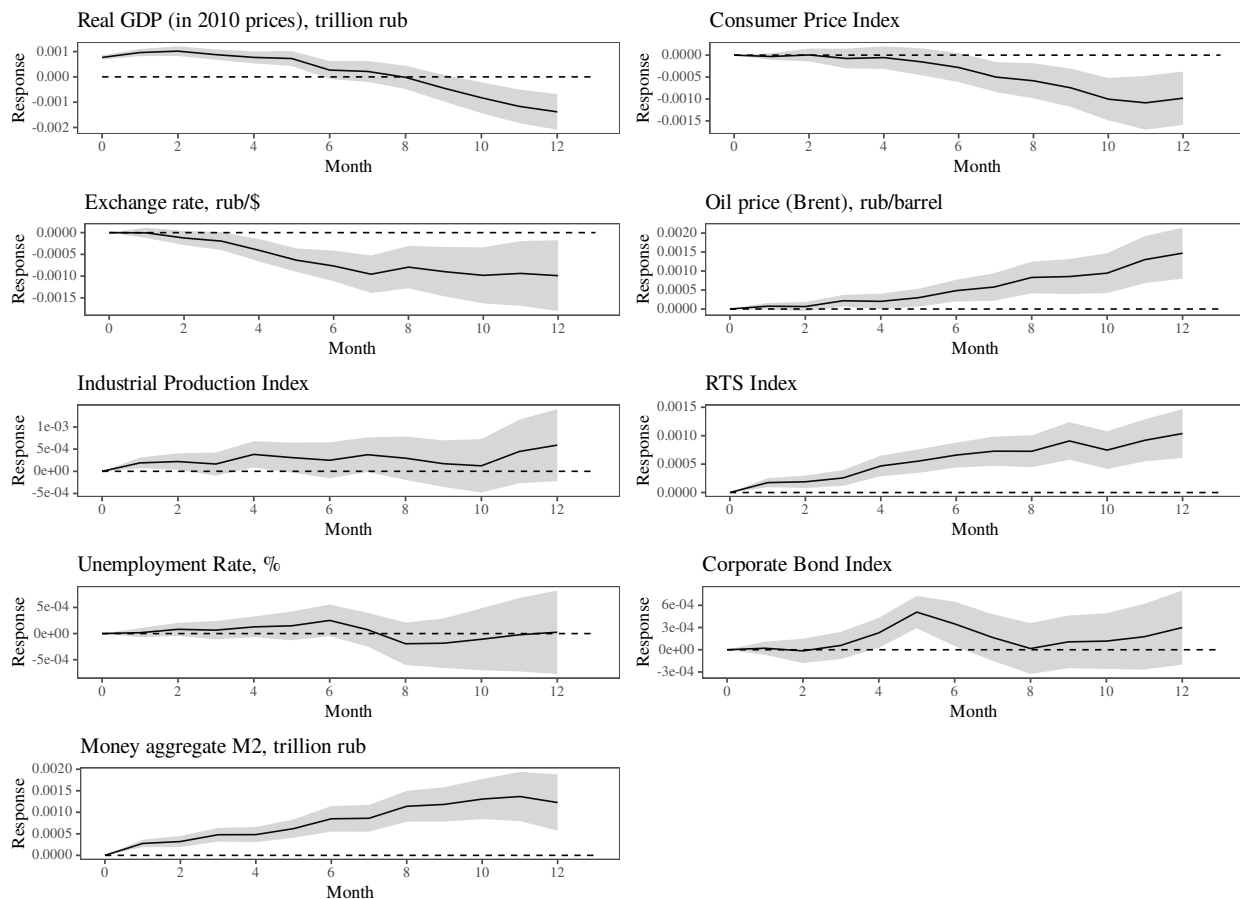 Real GDP (in 2010 prices), trillion rub
Response
0.001
0.000
-0.001
-0.002
0 2 4 6 8 10 12
Month
Consumer Price Index
Response
0.0000
-0.0005
-0.0010
-0.0015
0 2 4 6 8 10 12
Month
Exchange rate, rub/$
Response
0.0000
-0.0005
-0.0010
-0.0015
0 2 4 6 8 10 12
Month
Oil price (Brent), rub/barrel
Response
0.0020
0.0015
0.0010
0.0005
0.0000
0 2 4 6 8 10 12
Month
Industrial Production Index
Response
1e-03
5e-04
0e+00
-5e-04
0 2 4 6 8 10 12
Month
RTS Index
Response
0.0015
0.0010
0.0005
0.0000
0 2 4 6 8 10 12
Month
Unemployment Rate, %
Response
5e-04
0e+00
-5e-04
0 2 4 6 8 10 12
Month
Corporate Bond Index
Response
6e-04
3e-04
0e+00
-3e-04
0 2 4 6 8 10 12
Month
Money aggregate M2, trillion rub
Response
0.0020
0.0015
0.0010
0.0005
0.0000
0 2 4 6 8 10 12
Month